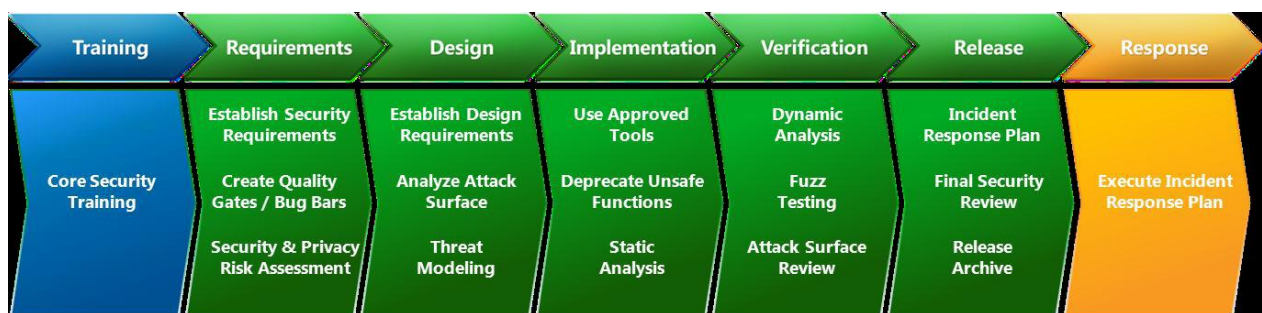 Training
Requirements
Design
Implementation
Verification
Release
Response
Core Security
Training
Establish Security
Requirements
Create Quality
Gates / Bug Bars
Security & Privacy
Risk Assessment
Establish Design
Requirements
Analyze Attack
Surface
Threat
Modeling
Use Approved
Tools
Deprecate Unsafe
Functions
Static
Analysis
Dynamic
Analysis
Fuzz
Testing
Attack Surface
Review
Incident
Response Plan
Final Security
Review
Release
Archive
Execute Incident
Response Plan